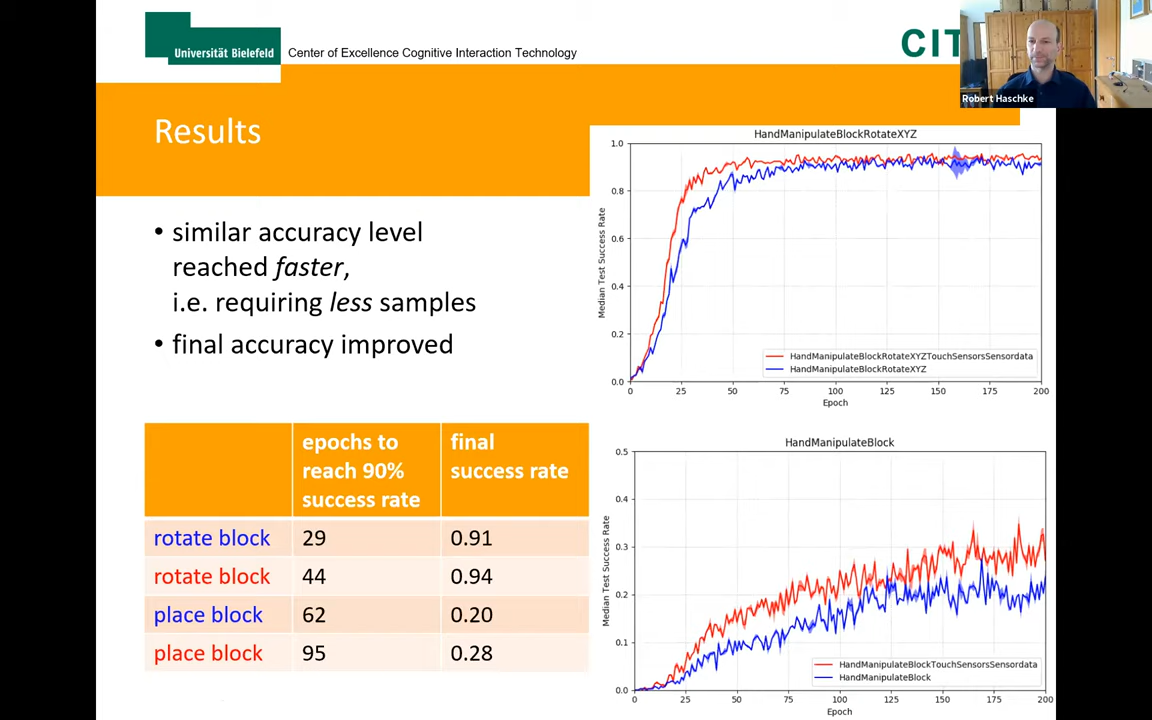 Universität Bielefeld
Center of Excellence Cognitive Interaction Technology
CIT
Robert Haschke
Results
• similar accuracy level
reached faster,
i.e. requiring less samples
• final accuracy improved
epochs to reach 90% success rate
final success rate
rotate block 29 0.91
rotate block 44 0.94
place block 62 0.20
place block 95 0.28
HandManipulateBlockRotateXYZ
Median Test Success Rate
1.0
0.8
0.6
0.4
0.2
0.0
HandManipulateBlockRotateXYZTouchSensorsSensordata
HandManipulateBlockRotateXYZ
0 25 50 75 100 125 150 175 200
Epoch
HandManipulateBlock
Median Test Success Rate
0.5
0.4
0.3
0.2
0.1
0.0
HandManipulateBlockTouchSensorsSensordata
HandManipulateBlock
0 25 50 75 100 125 150 175 200
Epoch